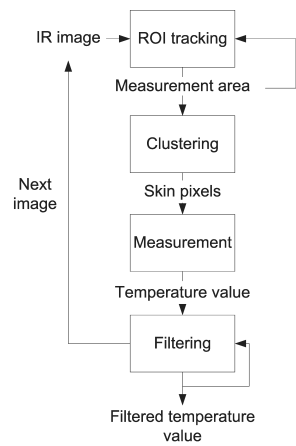 IR image
ROI tracking
Measurement area
Clustering
Skin pixels
Next
image
Measurement
Temperature value
Filtering
Filtered temperature
value